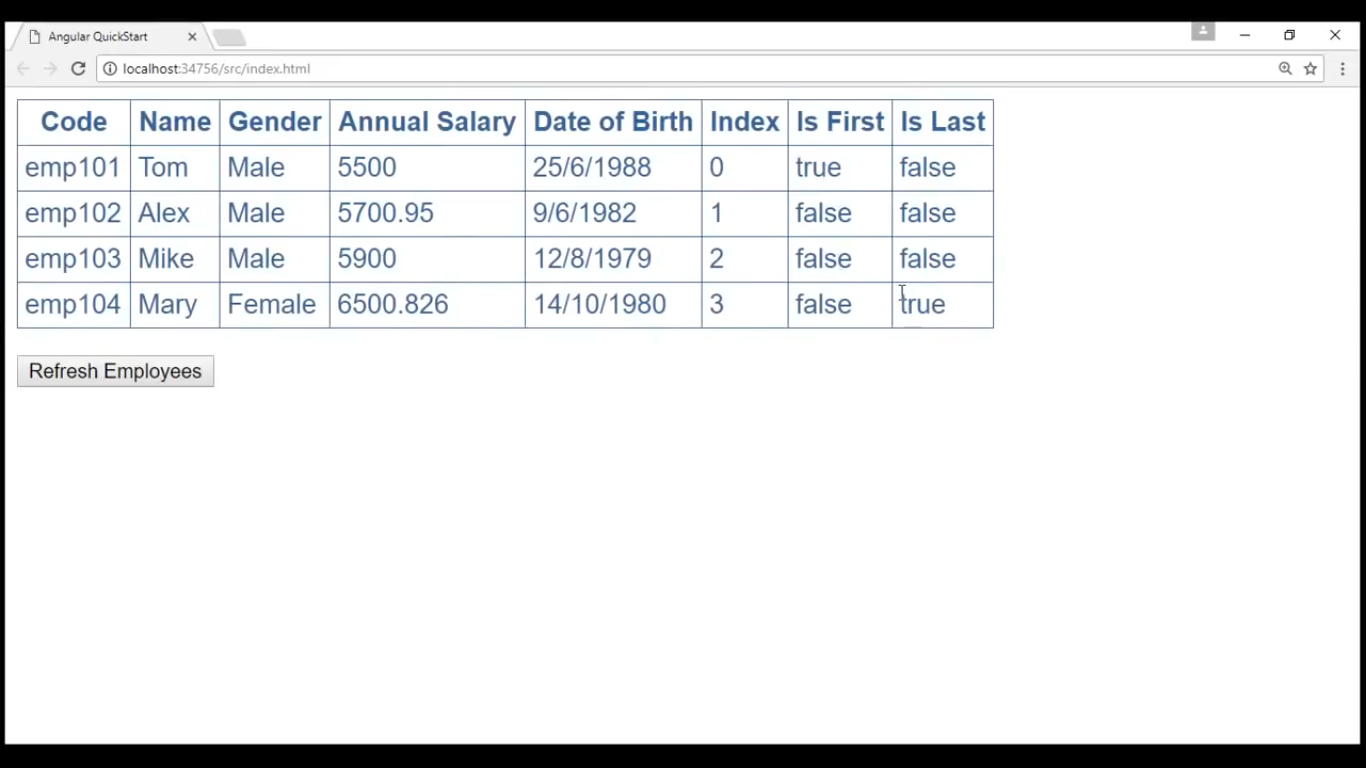 Angular QuickStart
localhost:34756/src/index.html
Code Name Gender Annual Salary Date of Birth Index Is First Is Last
emp101 Tom Male 5500 25/6/1988 0 true false
emp102 Alex Male 5700.95 9/6/1982 1 false false
emp103 Mike Male 5900 12/8/1979 2 false false
emp104 Mary Female 6500.826 14/10/1980 3 false true
Refresh Employees